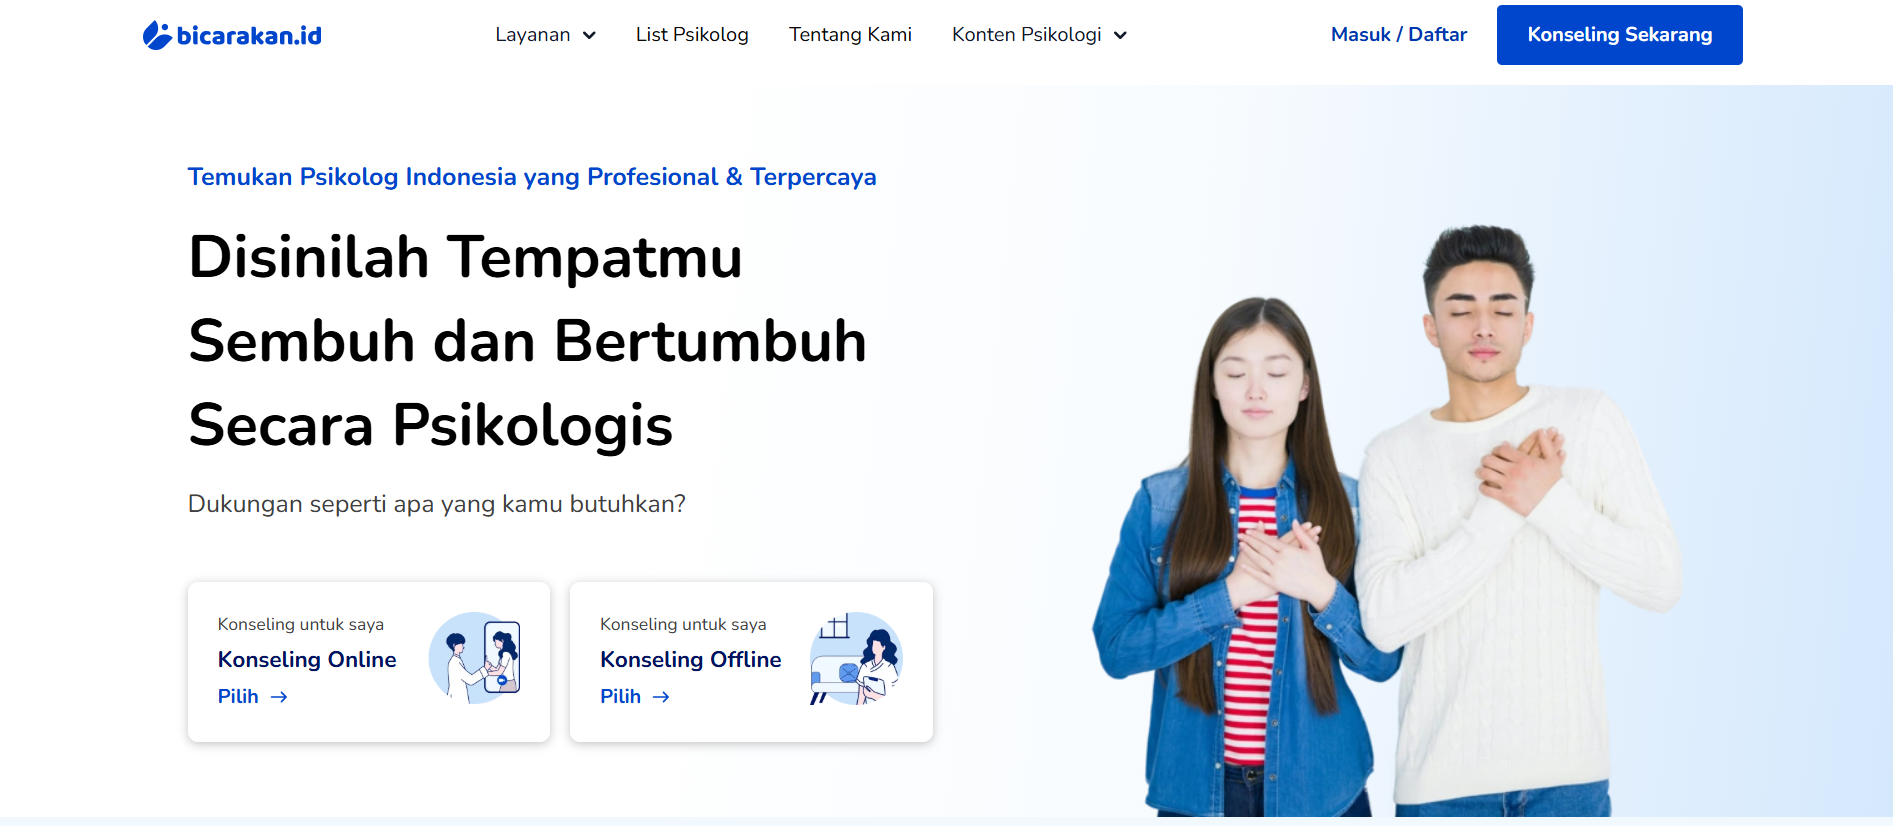 bicarakan.id
Layanan
List Psikolog
Tentang Kami
Konten Psikologi
Masuk / Daftar
Konseling Sekarang
Temukan Psikolog Indonesia yang Profesional & Terpercaya
Disinilah Tempatmu
Sembuh dan Bertumbuh
Secara Psikologis
Dukungan seperti apa yang kamu butuhkan?
Konseling untuk saya
Konseling Online
Pilih →
Konseling untuk saya
Konseling Offline
Pilih →